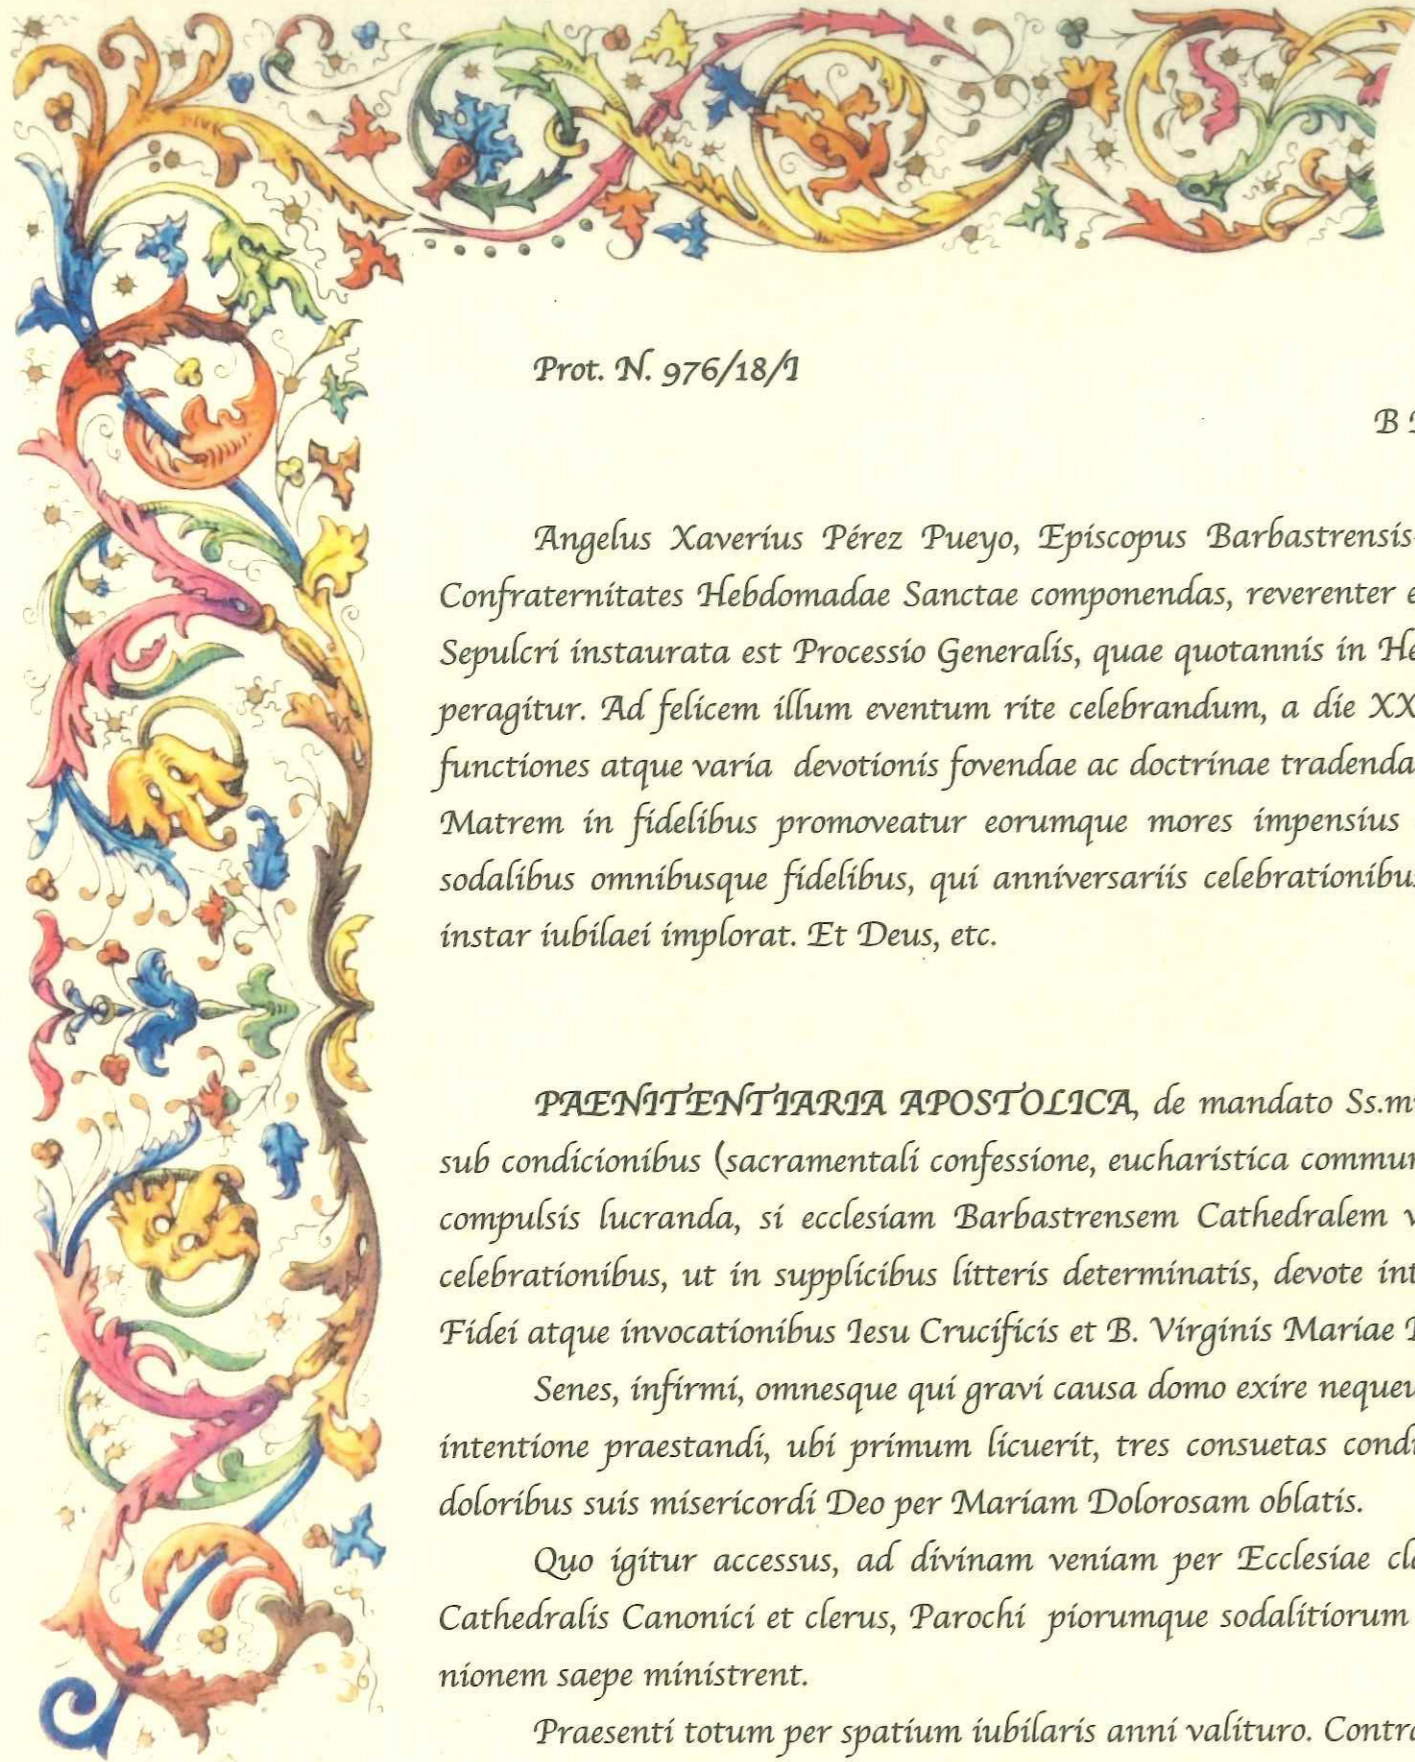 Prot. N. 976/18/I
B
Angelus Xaverius Pérez Pueyo, Episcopus Barbastrensis-
Confraternitates Hebdomadae Sanctae componendas, reverenter e
Sepulcri instaurata est Processio Generalis, quae quotannis in He
peragitur. Ad felicem illum eventum rite celebrandum, a die XX
functiones atque varia devotionis fovendae ac doctrinae tradenda
Matrem in fidelibus promoveatur eorumque mores impensius
sodalibus omnibusque fidelibus, qui anniversariis celebrationibu
instar iubilaei implorat. Et Deus, etc.
PAENITENTIARIA APOSTOLICA, de mandato Ss.m
sub condicionibus (sacramentali confessione, eucharistica commu
compulsis lucranda, si ecclesiam Barbastrensem Cathedralem v
celebrationibus, ut in supplicibus litteris determinatis, devote int
Fidei atque invocationibus Iesu Crucificis et B. Virginis Mariae
Senes, infirmi, omnesque qui gravi causa domo exire nequeu
intentione praestandi, ubi primum licuerit, tres consuetas condi
doloribus suis misericordi Deo per Mariam Dolorosam oblatis.
Quo igitur accessus, ad divinam veniam per Ecclesiae cla
Cathedralis Canonici et clerus, Parochi piorumque sodalitiorum
nionem saepe ministrent.
Praesenti totum per spatium iubilaris anni valituro. Contra